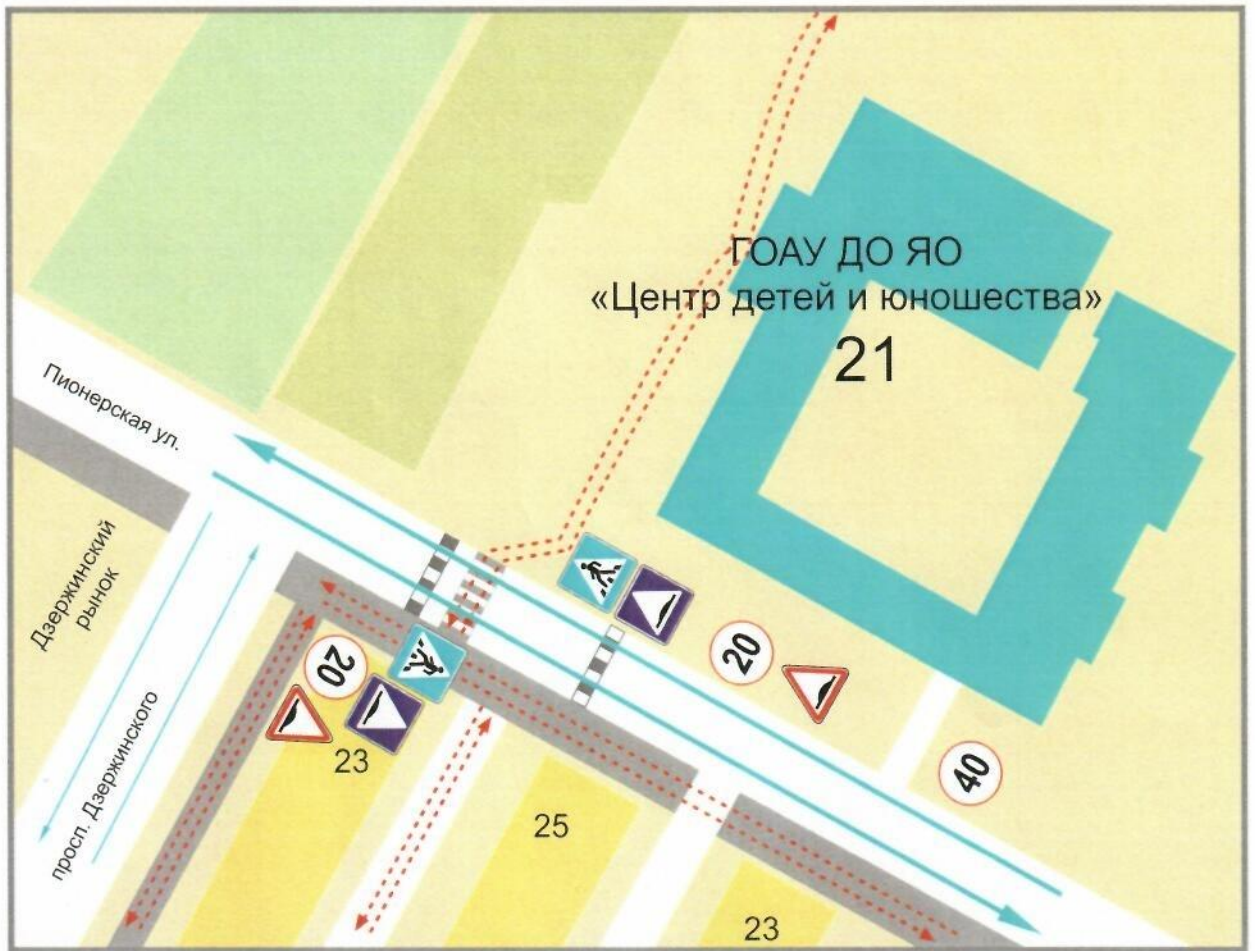 ГОАУ ДО ЯО
«Центр детей и юношества»
21
Пионерская ул.
Дзержинский
рынок
просп. Дзержинского
20
20
40
23
25
23